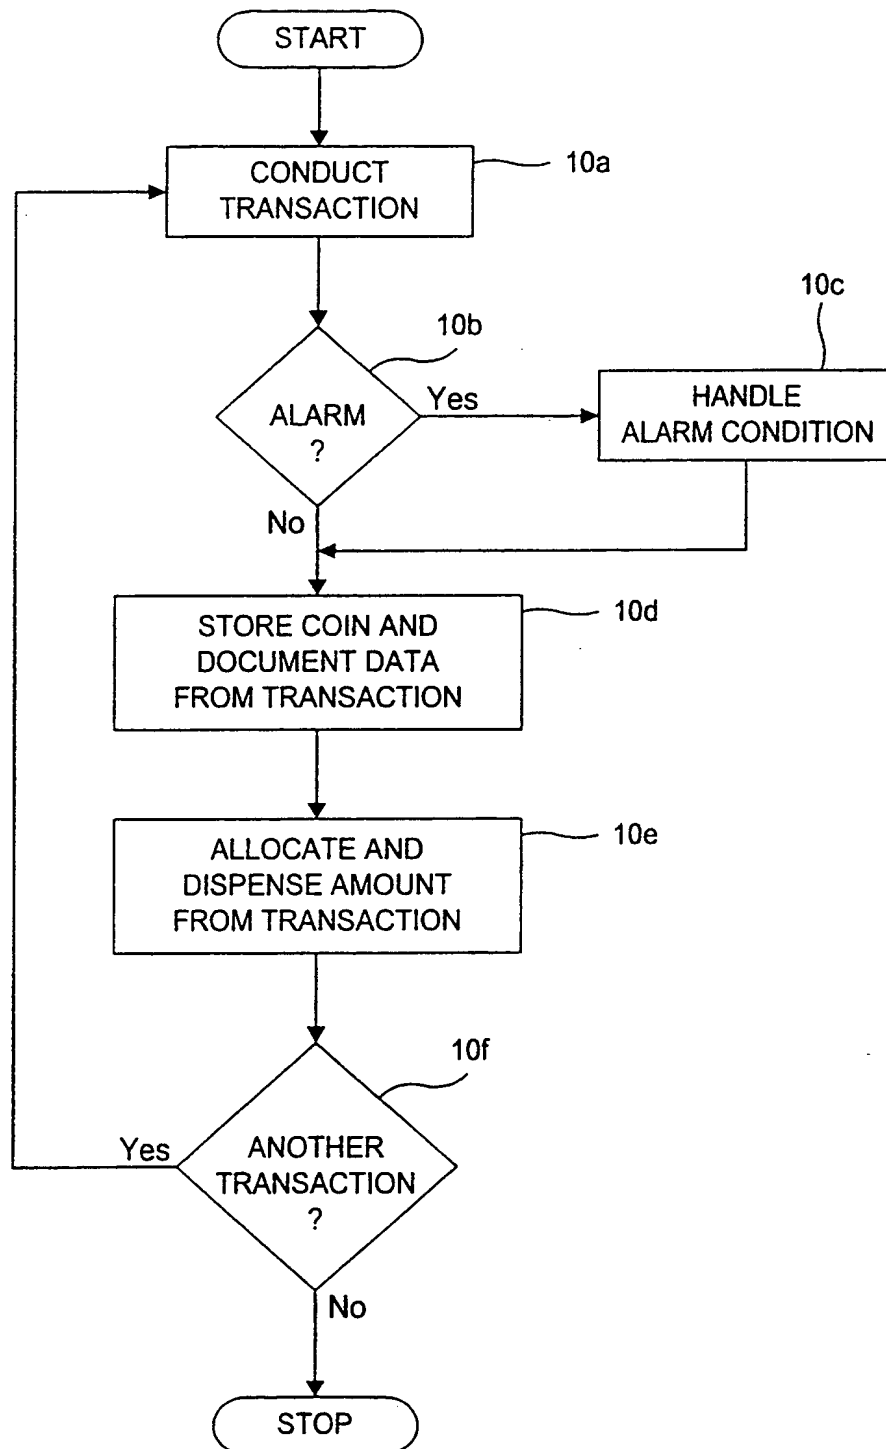 START
CONDUCT
TRANSACTION
10a
10b
10c
ALARM
?
Yes
HANDLE
ALARM CONDITION
No
STORE COIN AND
DOCUMENT DATA
FROM TRANSACTION
10d
ALLOCATE AND
DISPENSE AMOUNT
FROM TRANSACTION
10e
10f
Yes
ANOTHER
TRANSACTION
?
No
STOP